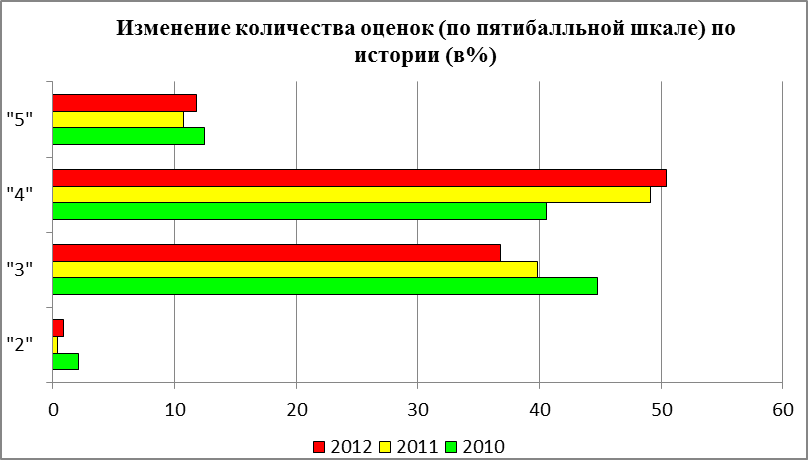 Изменение количества оценок (по пятибалльной шкале) по
истории (в%)
"5"
"4"
"3"
"2"
0 10 20 30 40 50 60
2012 2011 2010